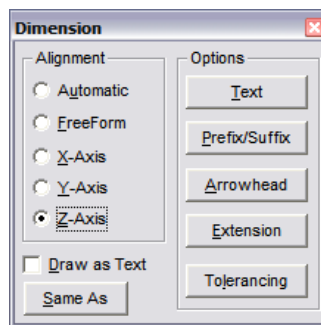 Dimension
Alignment
Automatic
FreeForm
X-Axis
Y-Axis
Z-Axis
Draw as Text
Same As
Options
Text
Prefix/Suffix
Arrowhead
Extension
Tolerancing